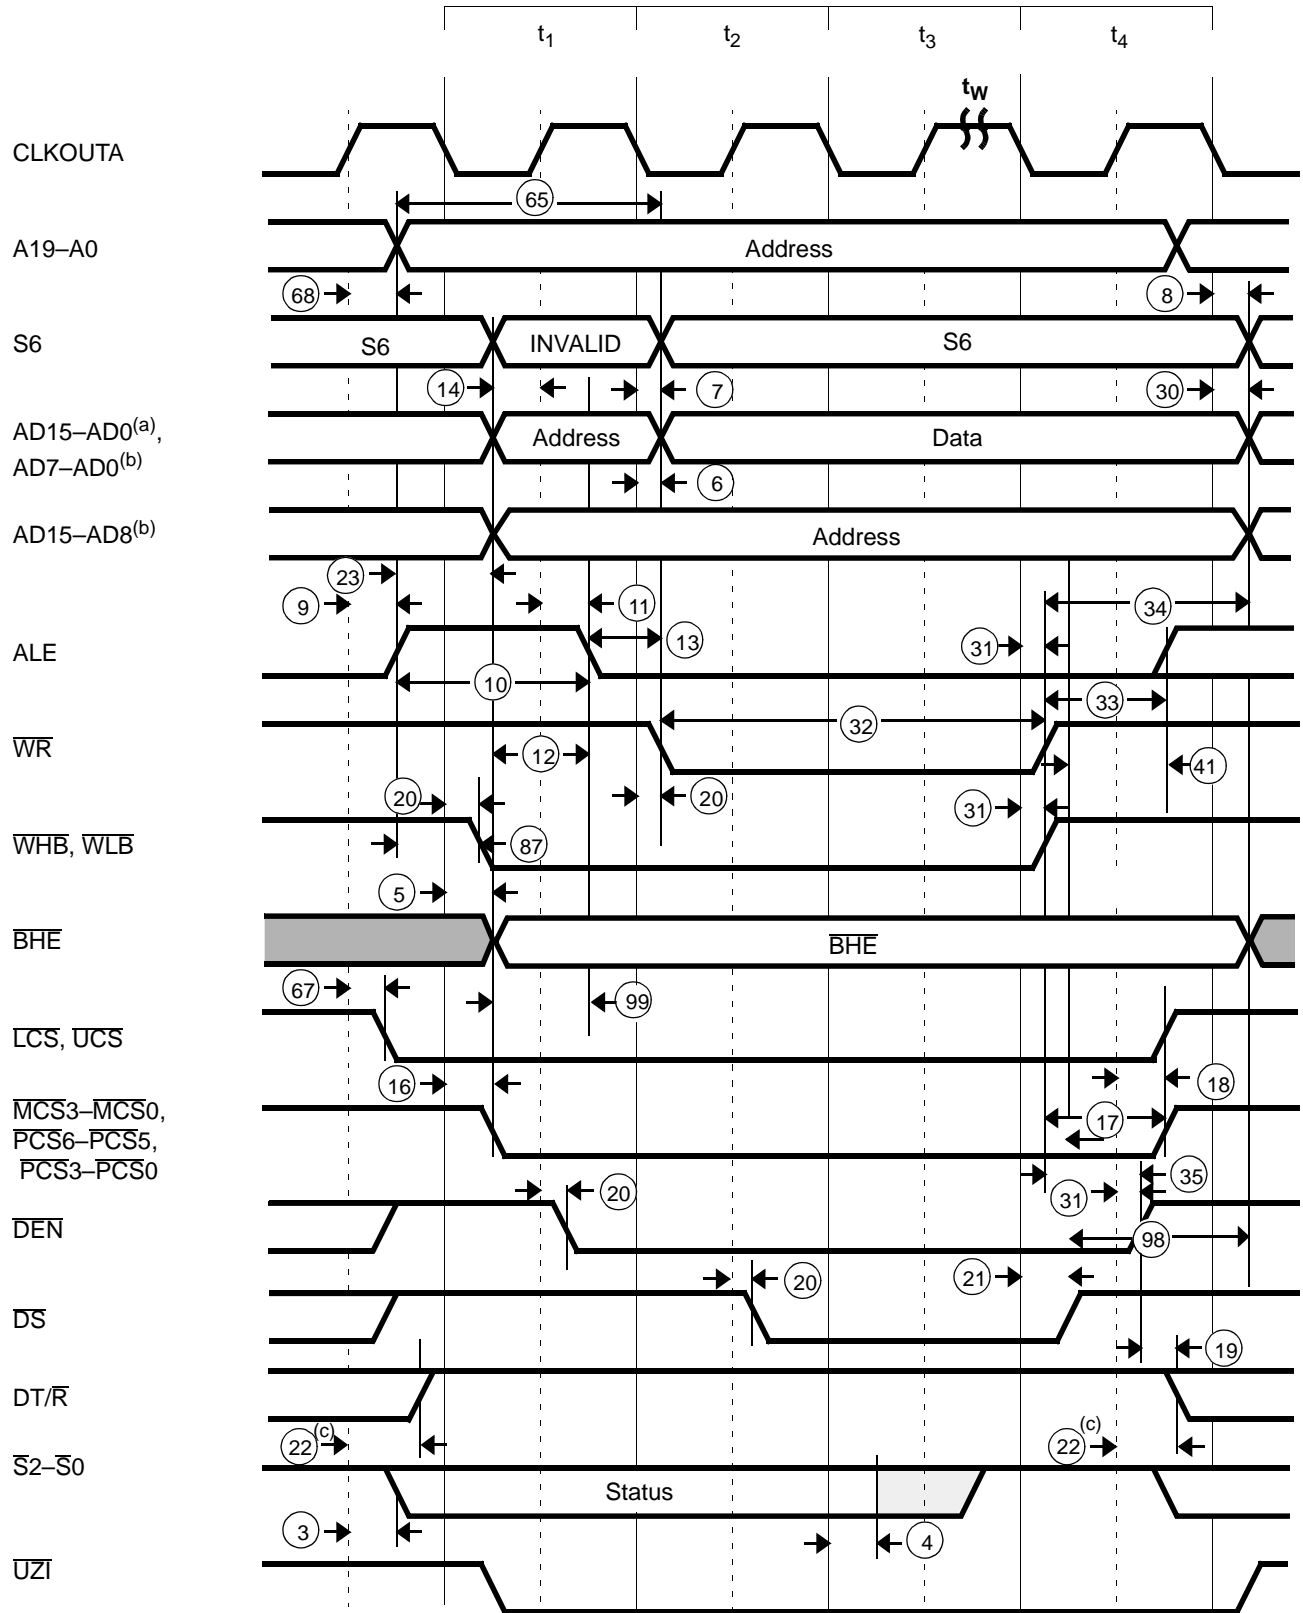 t1 t2 t3 t4
tW
CLKOUTA
65
A19–A0 Address
68 8
S6 S6 INVALID S6
14 7 30
AD15–AD0(a), Address Data
AD7–AD0(b)
6
AD15–AD8(b) Address
23
9 11 34
13 31
ALE
10 33
32
WR 12 41
20 20 31
WHB, WLB 87
5
BHE BHE
67 99
LCS, UCS
16 18
MCS3–MCS0, 17
PCS6–PCS5,
PCS3–PCS0
20 35
31
DEN 98
20 21
DS
19
DT/R
22(c) 22(c)
S2–S0
Status
3 4
UZI